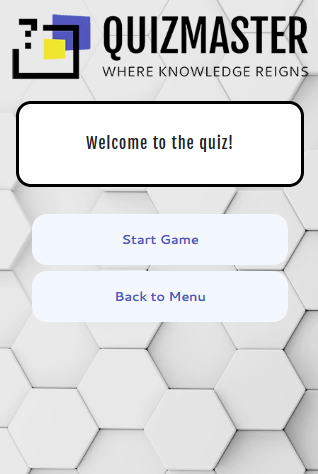 ?
QUIZMASTER
WHERE KNOWLEDGE REIGNS
Welcome to the quiz!
Start Game
Back to Menu